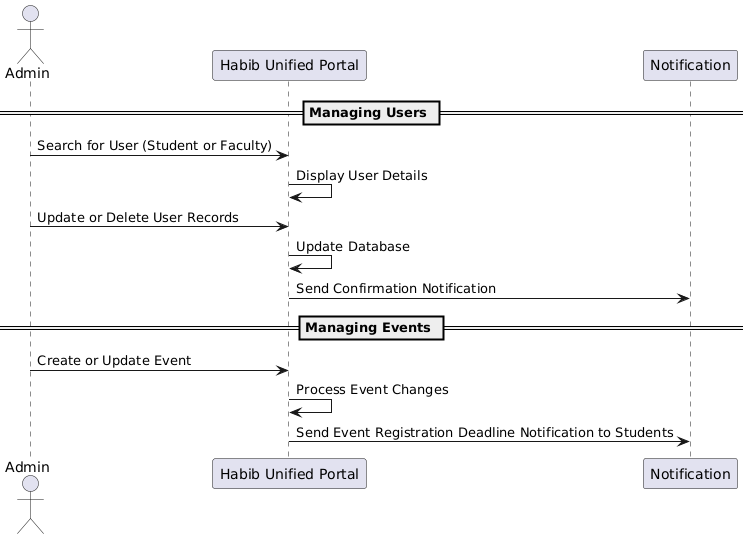 Admin
Habib Unified Portal
Notification
Managing Users
Search for User (Student or Faculty)
Display User Details
Update or Delete User Records
Update Database
Send Confirmation Notification
Managing Events
Create or Update Event
Process Event Changes
Send Event Registration Deadline Notification to Students
Admin
Habib Unified Portal
Notification